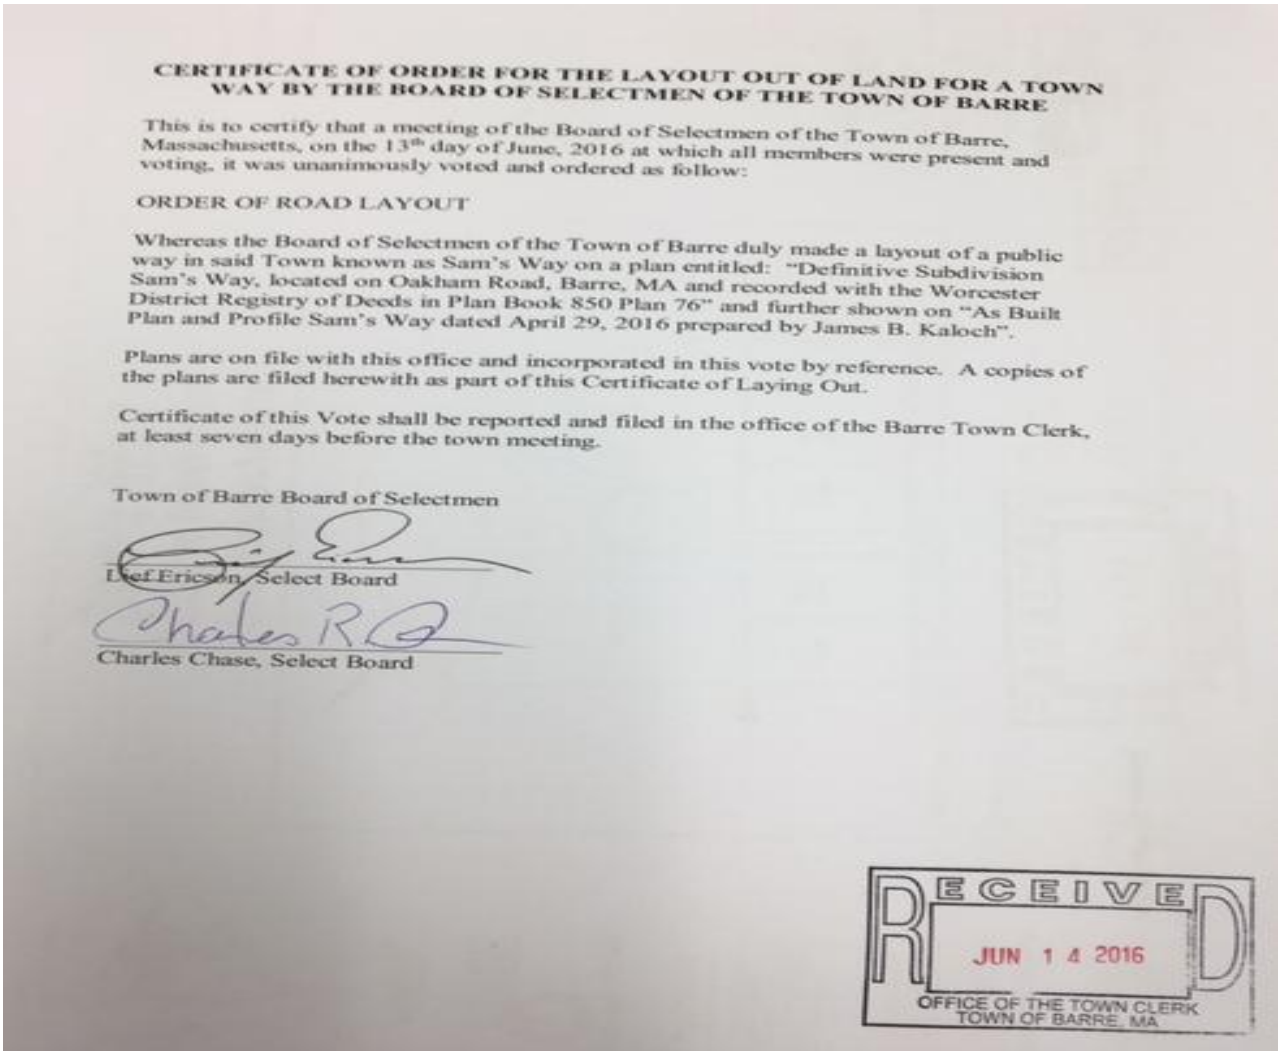 CERTIFICATE OF ORDER FOR THE LAYOUT OUT OF LAND FOR A TOWN
WAY BY THE BOARD OF SELECTMEN OF THE TOWN OF BARRE
This is to certify that a meeting of the Board of Selectmen of the Town of Barre,
Massachusetts, on the 13th day of June, 2016 at which all members were present and
voting, it was unanimously voted and ordered as follow:
ORDER OF ROAD LAYOUT
Whereas the Board of Selectmen of the Town of Barre duly made a layout of a public
way in said Town known as Sam's Way on a plan entitled: "Definitive Subdivision
Sam's Way, located on Oakham Road, Barre, MA and recorded with the Worcester
District Registry of Deeds in Plan Book 850 Plan 76" and further shown on "As Built
Plan and Profile Sam's Way dated April 29, 2016 prepared by James B. Kaloch".
Plans are on file with this office and incorporated in this vote by reference. A copies of
the plans are filed herewith as part of this Certificate of Laying Out.
Certificate of this Vote shall be reported and filed in the office of the Barre Town Clerk,
at least seven days before the town meeting.
Town of Barre Board of Selectmen
Leif Ericson, Select Board
Charles R.
Charles Chase, Select Board
RECEIVED
JUN 14 2016
OFFICE OF THE TOWN CLERK
TOWN OF BARRE, MA